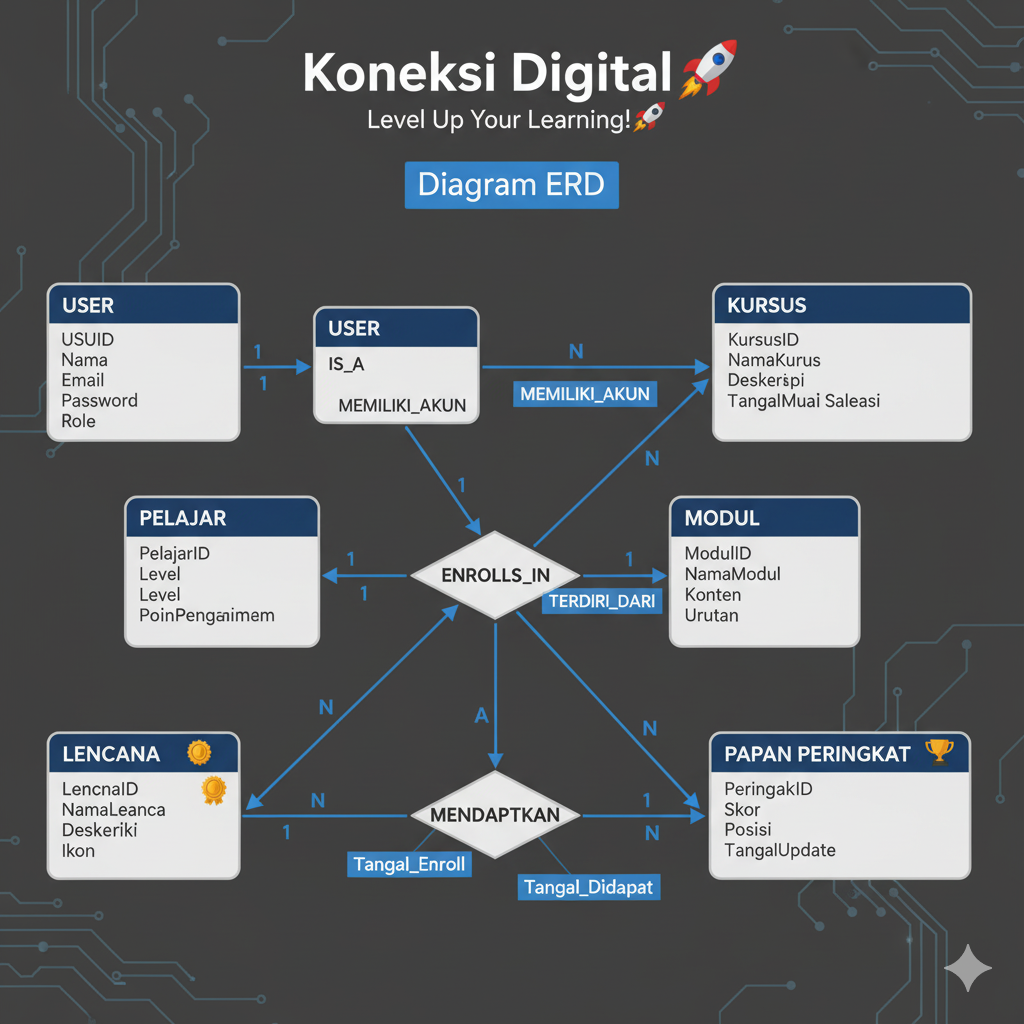 Koneksi Digital
Level Up Your Learning!
Diagram ERD
USER
USUID
Nama
Email
Password
Role
1
1
USER
IS_A
MEMILIKI_AKUN
N
MEMILIKI_AKUN
KURSUS
KursusID
NamaKurus
Deskerspi
TangalMuai Saleasi
1
N
PELAJAR
PelajarID
Level
Level
PoinPenganimem
1
1
ENROLLS_IN
1
TERDIRI_DARI
MODUL
ModulID
NamaModul
Konten
Urutan
N
A
N
LENCANA
LencnaID
NamaLeanca
Deskeriki
Ikon
N
1
MENDAPTKAN
Tangal_Enroll
Tangal_Didapat
1
N
PAPAN PERINGKAT
PeringakID
Skor
Posisi
TangalUpdate